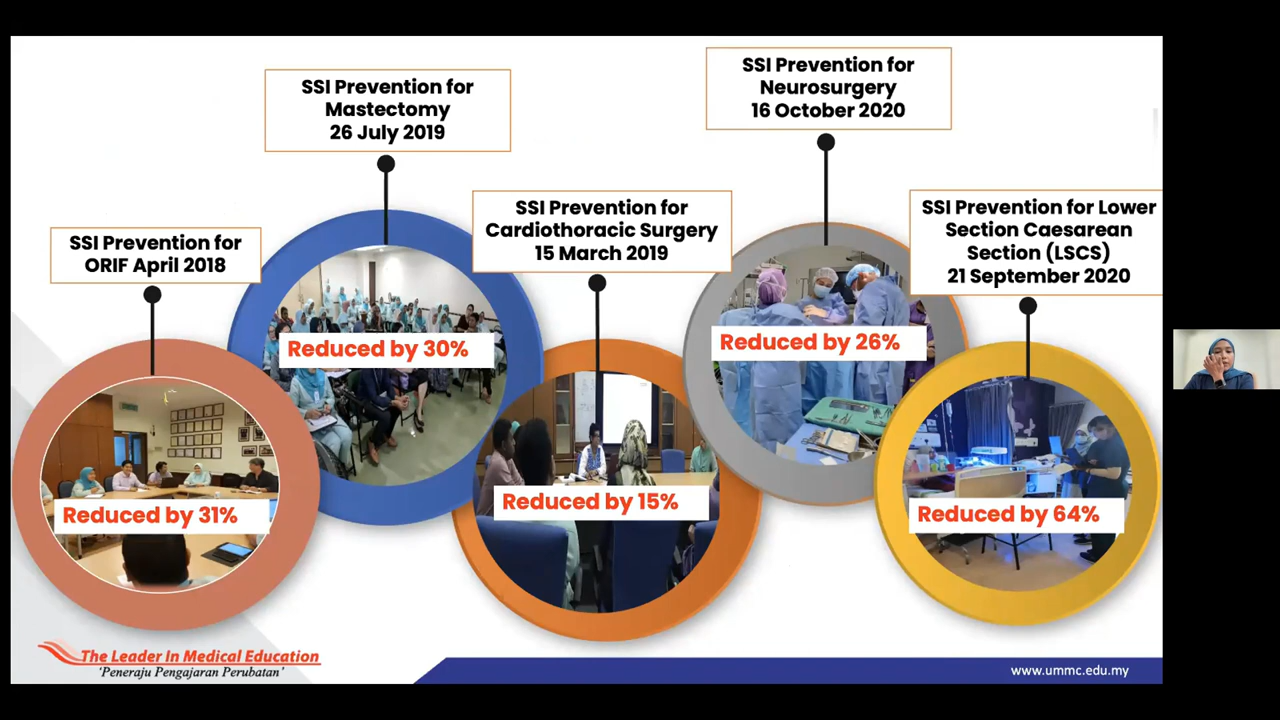 SSI Prevention for
ORIF April 2018
Reduced by 31%
SSI Prevention for
Mastectomy
26 July 2019
Reduced by 30%
SSI Prevention for
Cardiothoracic Surgery
15 March 2019
Reduced by 15%
SSI Prevention for
Neurosurgery
16 October 2020
Reduced by 26%
SSI Prevention for Lower
Section Caesarean
Section (LSCS)
21 September 2020
Reduced by 64%
The Leader In Medical Education
'Peneraju Pengajaran Perubatan'
www.ummc.edu.my